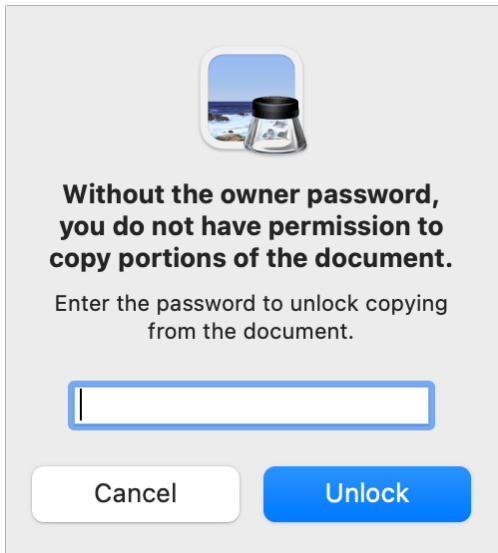 Without the owner password,
you do not have permission to
copy portions of the document.
Enter the password to unlock copying
from the document.
Cancel
Unlock